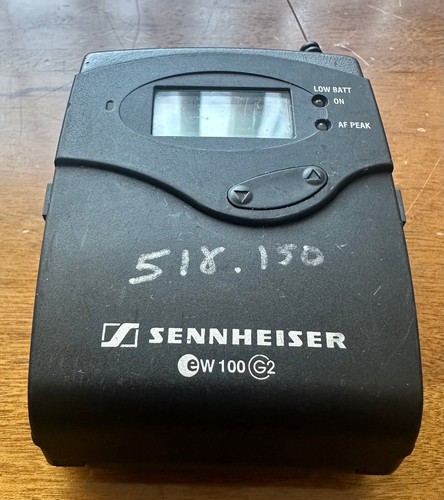 LOW BATT
ON
AF PEAK
518.150
SENNHEISER
ew 100 G2